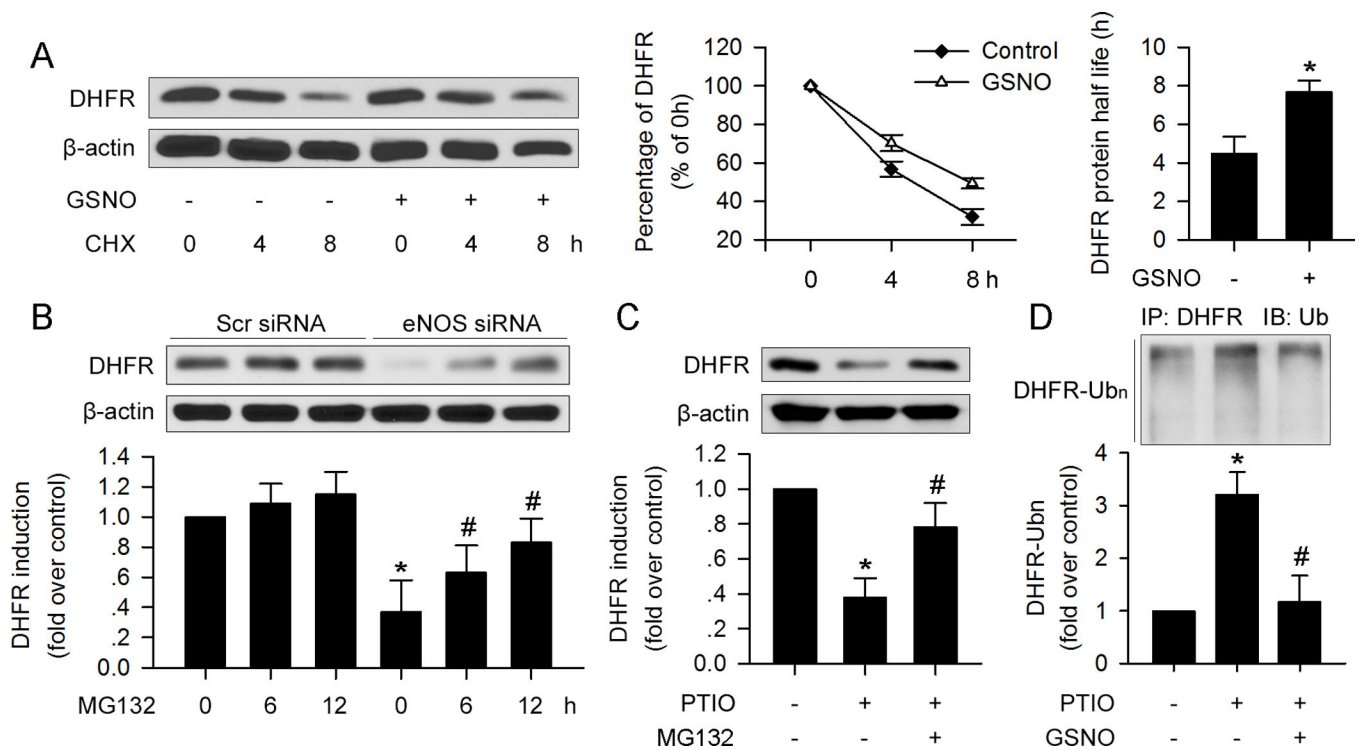 A
DHFR
β-actin
GSNO - - - + + +
CHX 0 4 8 0 4 8 h
Percentage of DHFR
(% of 0h)
120
100
80
60
40
20
0 4 8 h
Control
GSNO
DHFR protein half life (h)
10
8
6
4
2
0
*
GSNO - +
B
Scr siRNA eNOS siRNA
DHFR
β-actin
DHFR induction
(fold over control)
1.4
1.2
1.0
.8
.6
.4
.2
0.0
* # #
MG132 0 6 12 0 6 12 h
C
DHFR
β-actin
DHFR induction
(fold over control)
1.2
1.0
.8
.6
.4
.2
0.0
* #
PTIO - + +
MG132 - - +
D
IP: DHFR IB: Ub
DHFR-Ubn
DHFR-Ubn
(fold over control)
4
3
2
1
0
* #
PTIO - + +
GSNO - - +